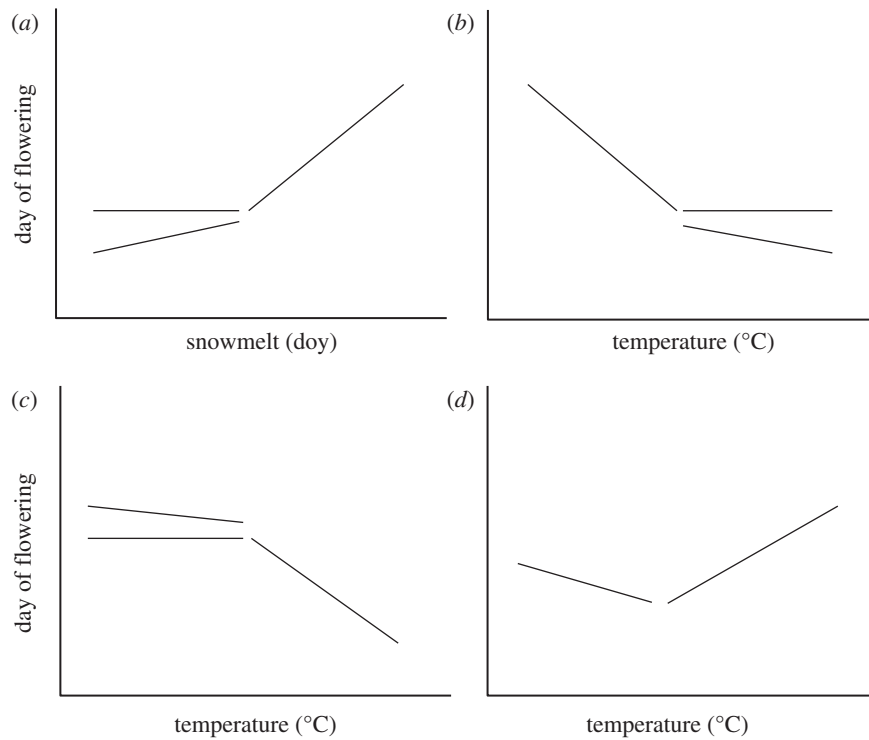 (a)
(b)
day of flowering
snowmelt (doy)
temperature (°C)
(c)
(d)
day of flowering
temperature (°C)
temperature (°C)